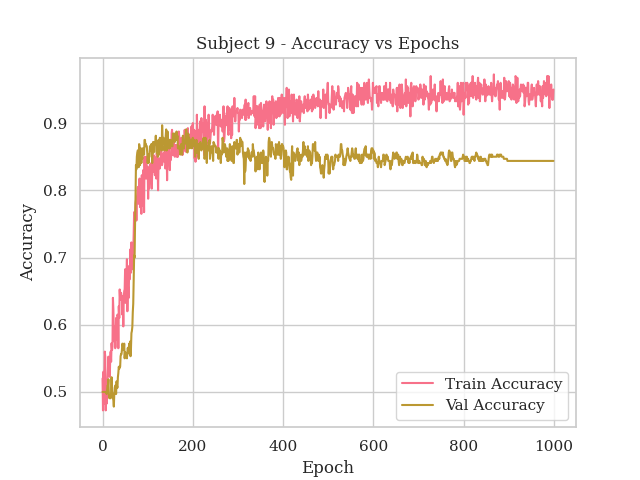 Subject 9 - Accuracy vs Epochs
Accuracy
0.9
0.8
0.7
0.6
0.5
0 200 400 600 800 1000
Epoch
Train Accuracy
Val Accuracy